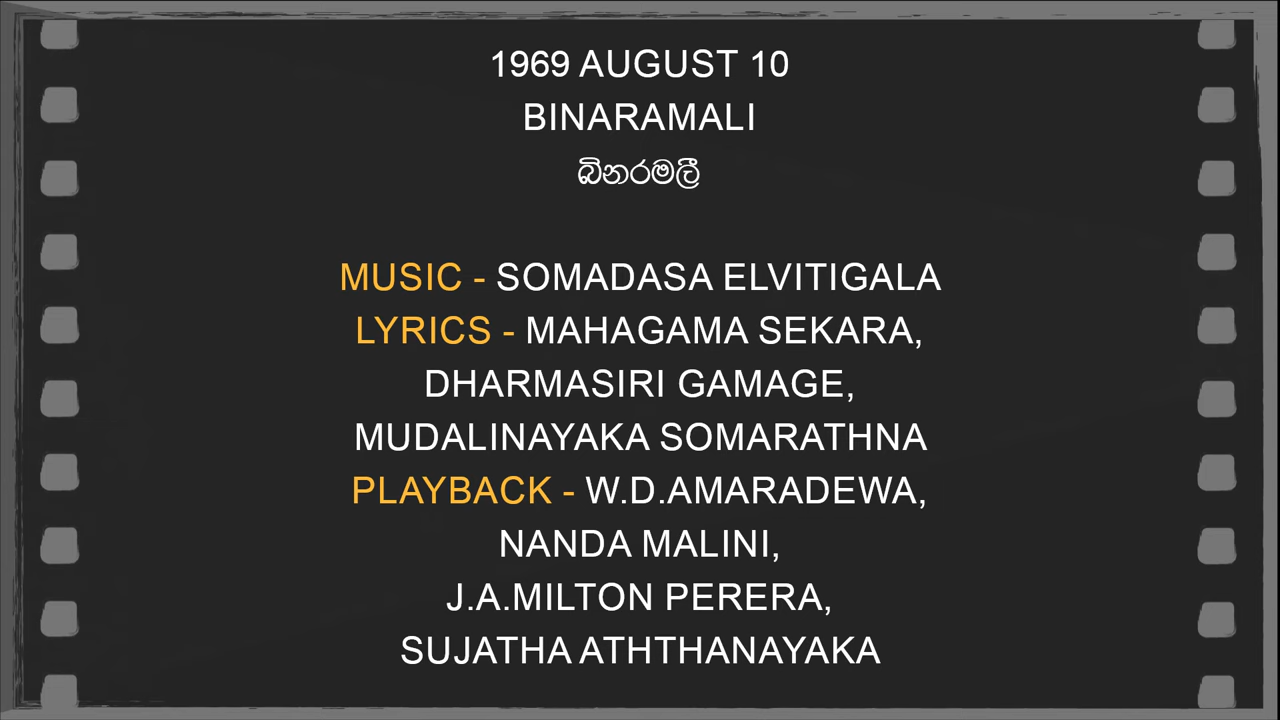 1969 AUGUST 10
BINARAMALI
බිනරමලී
MUSIC - SOMADASA ELVITIGALA
LYRICS - MAHAGAMA SEKARA,
DHARMASIRI GAMAGE,
MUDALINAYAKA SOMARATHNA
PLAYBACK - W.D.AMARADEWA,
NANDA MALINI,
J.A.MILTON PERERA,
SUJATHA ATHTHANAYAKA